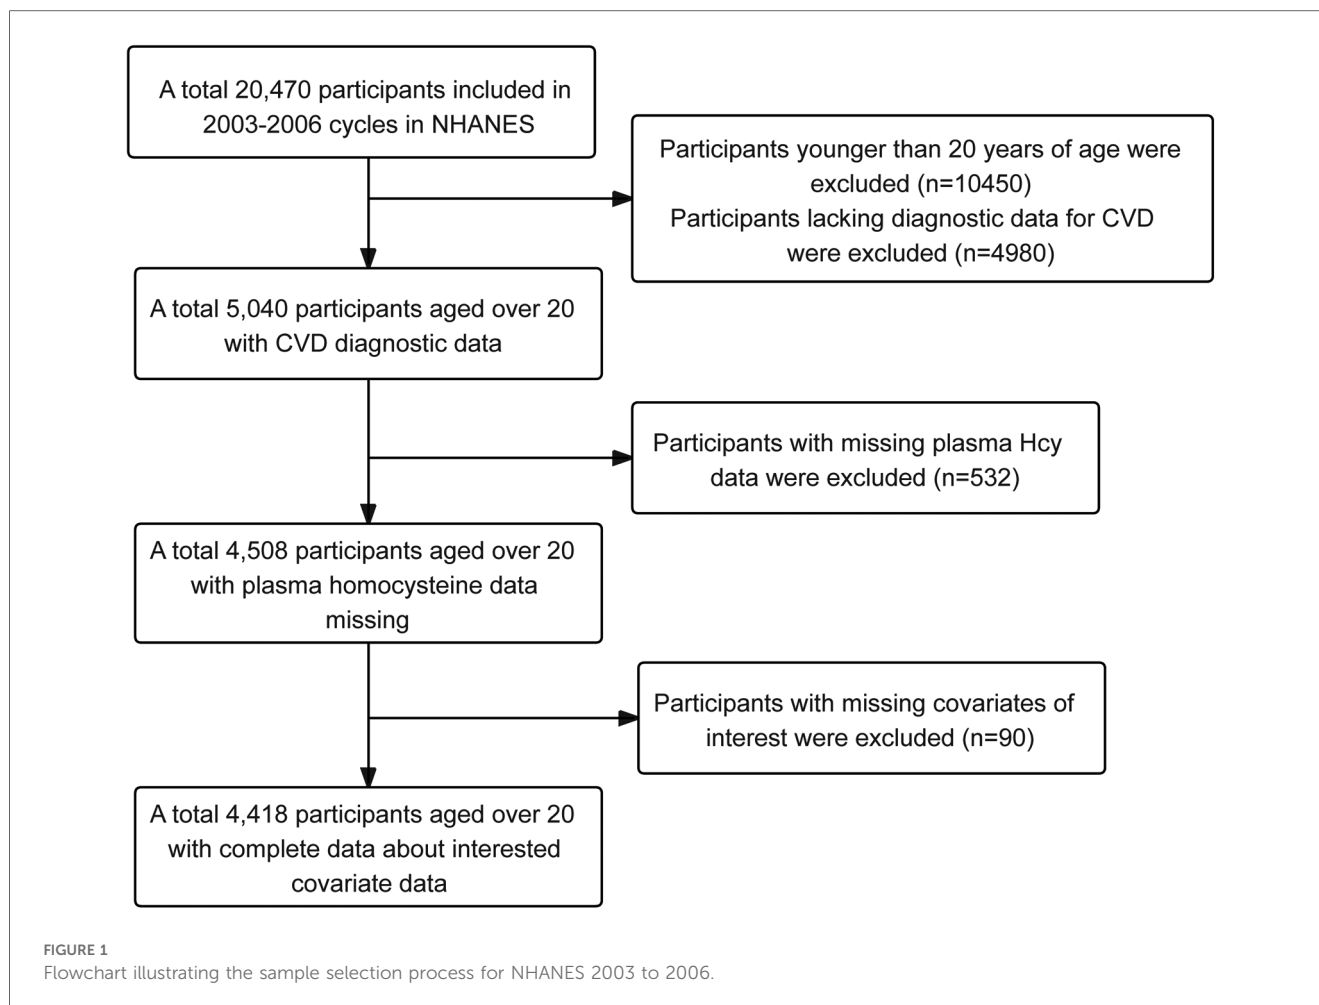 A total 20,470 participants included in
2003-2006 cycles in NHANES
Participants younger than 20 years of age were
excluded (n=10450)
Participants lacking diagnostic data for CVD
were excluded (n=4980)
A total 5,040 participants aged over 20
with CVD diagnostic data
Participants with missing plasma Hcy
data were excluded (n=532)
A total 4,508 participants aged over 20
with plasma homocysteine data
missing
Participants with missing covariates of
interest were excluded (n=90)
A total 4,418 participants aged over 20
with complete data about interested
covariate data
FIGURE 1
Flowchart illustrating the sample selection process for NHANES 2003 to 2006.